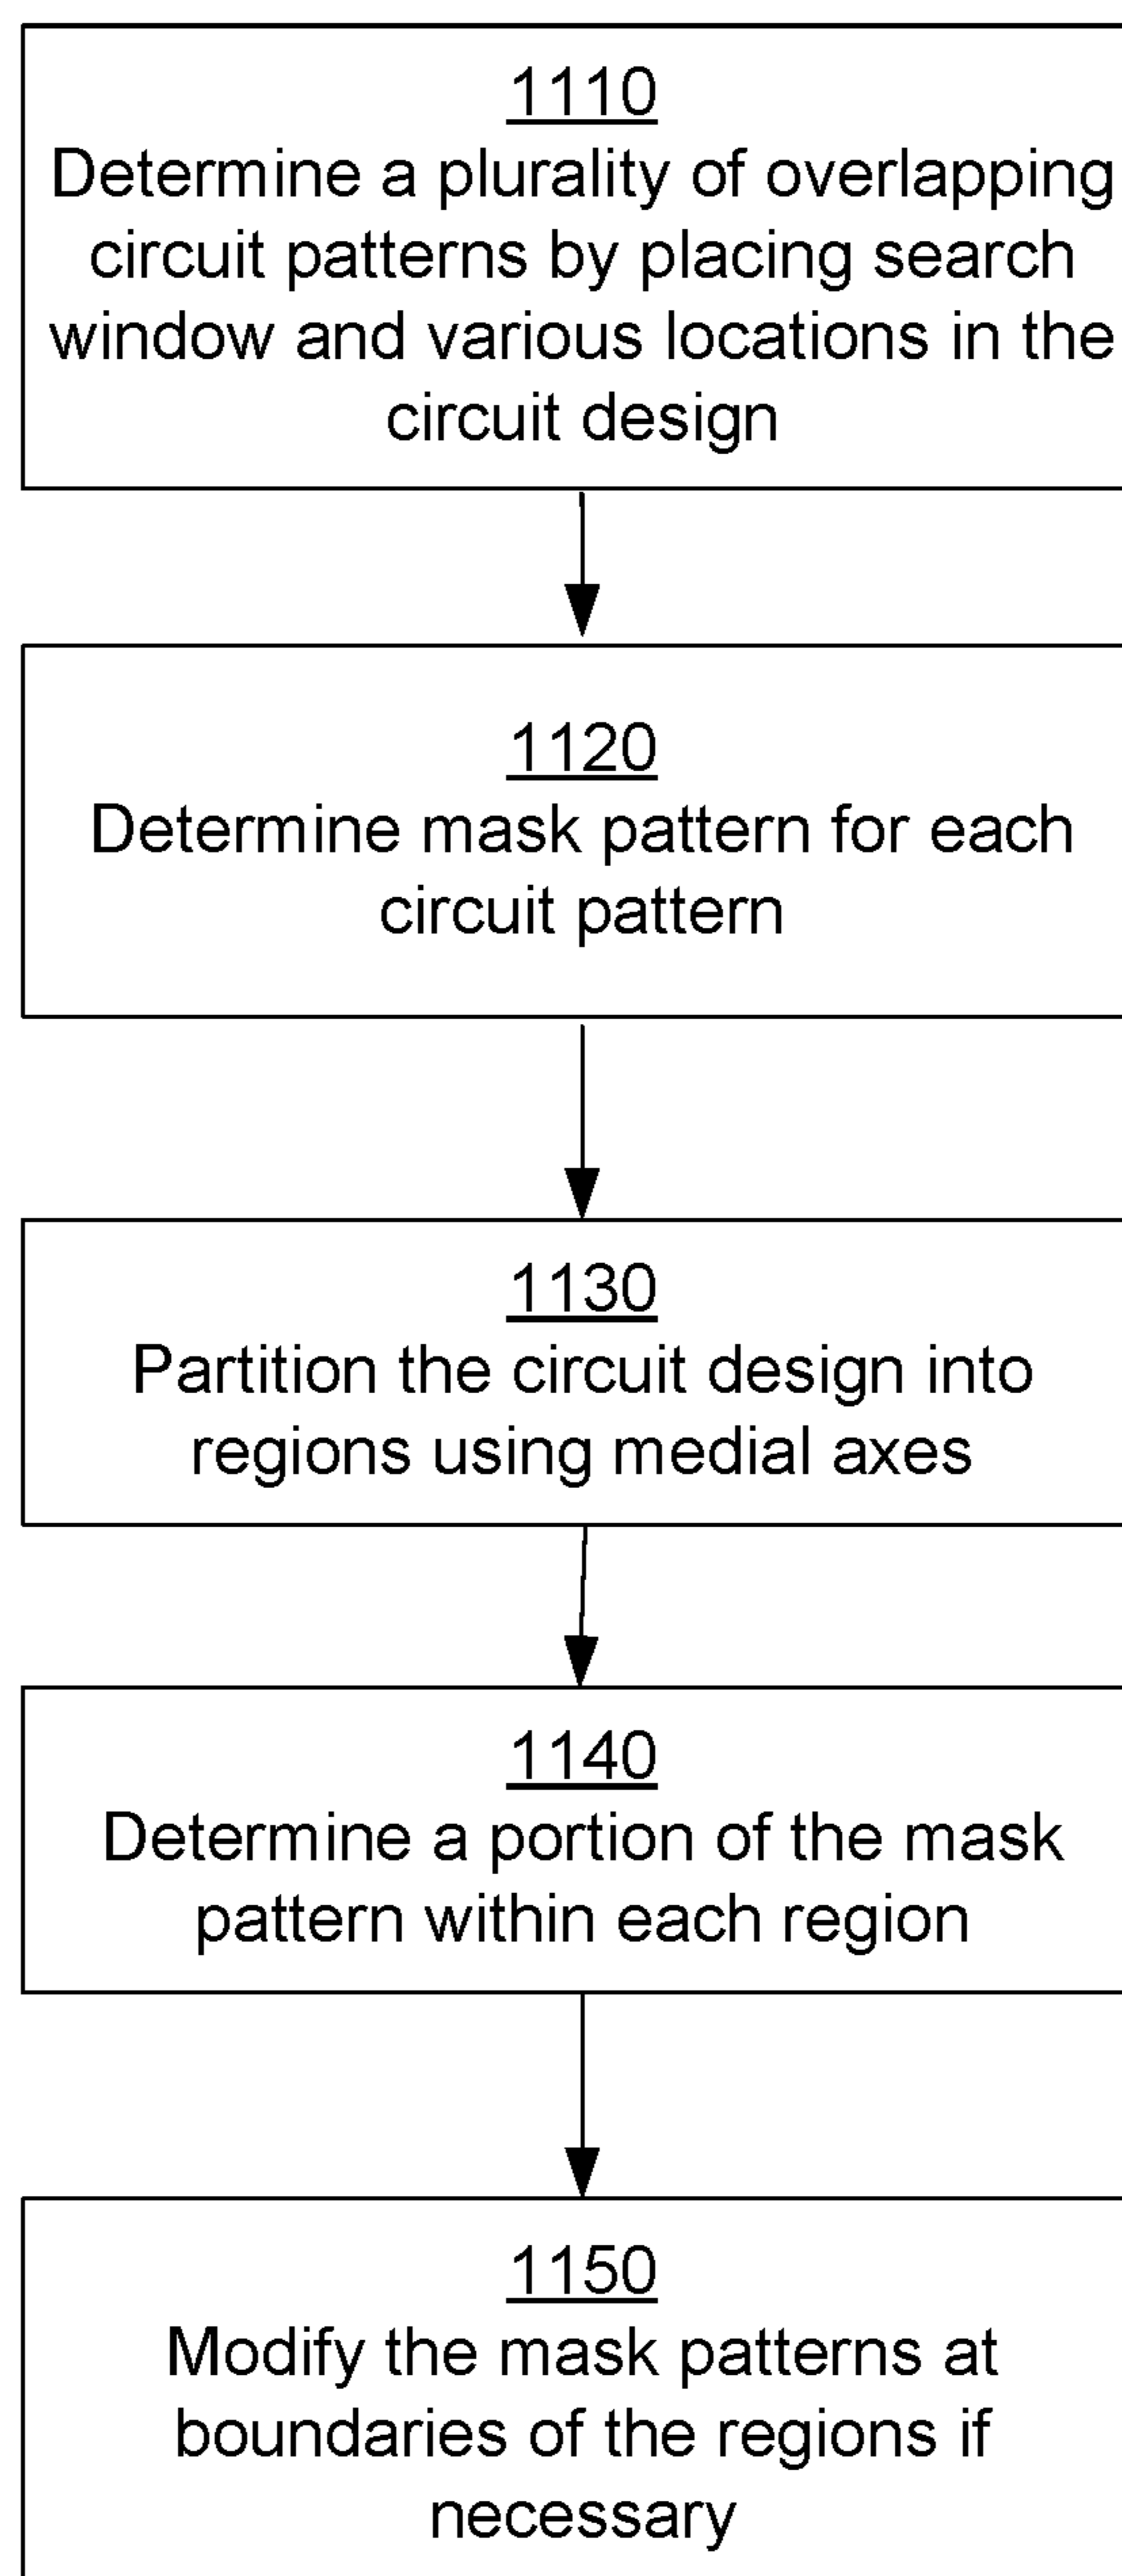 1110
Determine a plurality of overlapping
circuit patterns by placing search
window and various locations in the
circuit design
1120
Determine mask pattern for each
circuit pattern
1130
Partition the circuit design into
regions using medial axes
1140
Determine a portion of the mask
pattern within each region
1150
Modify the mask patterns at
boundaries of the regions if
necessary